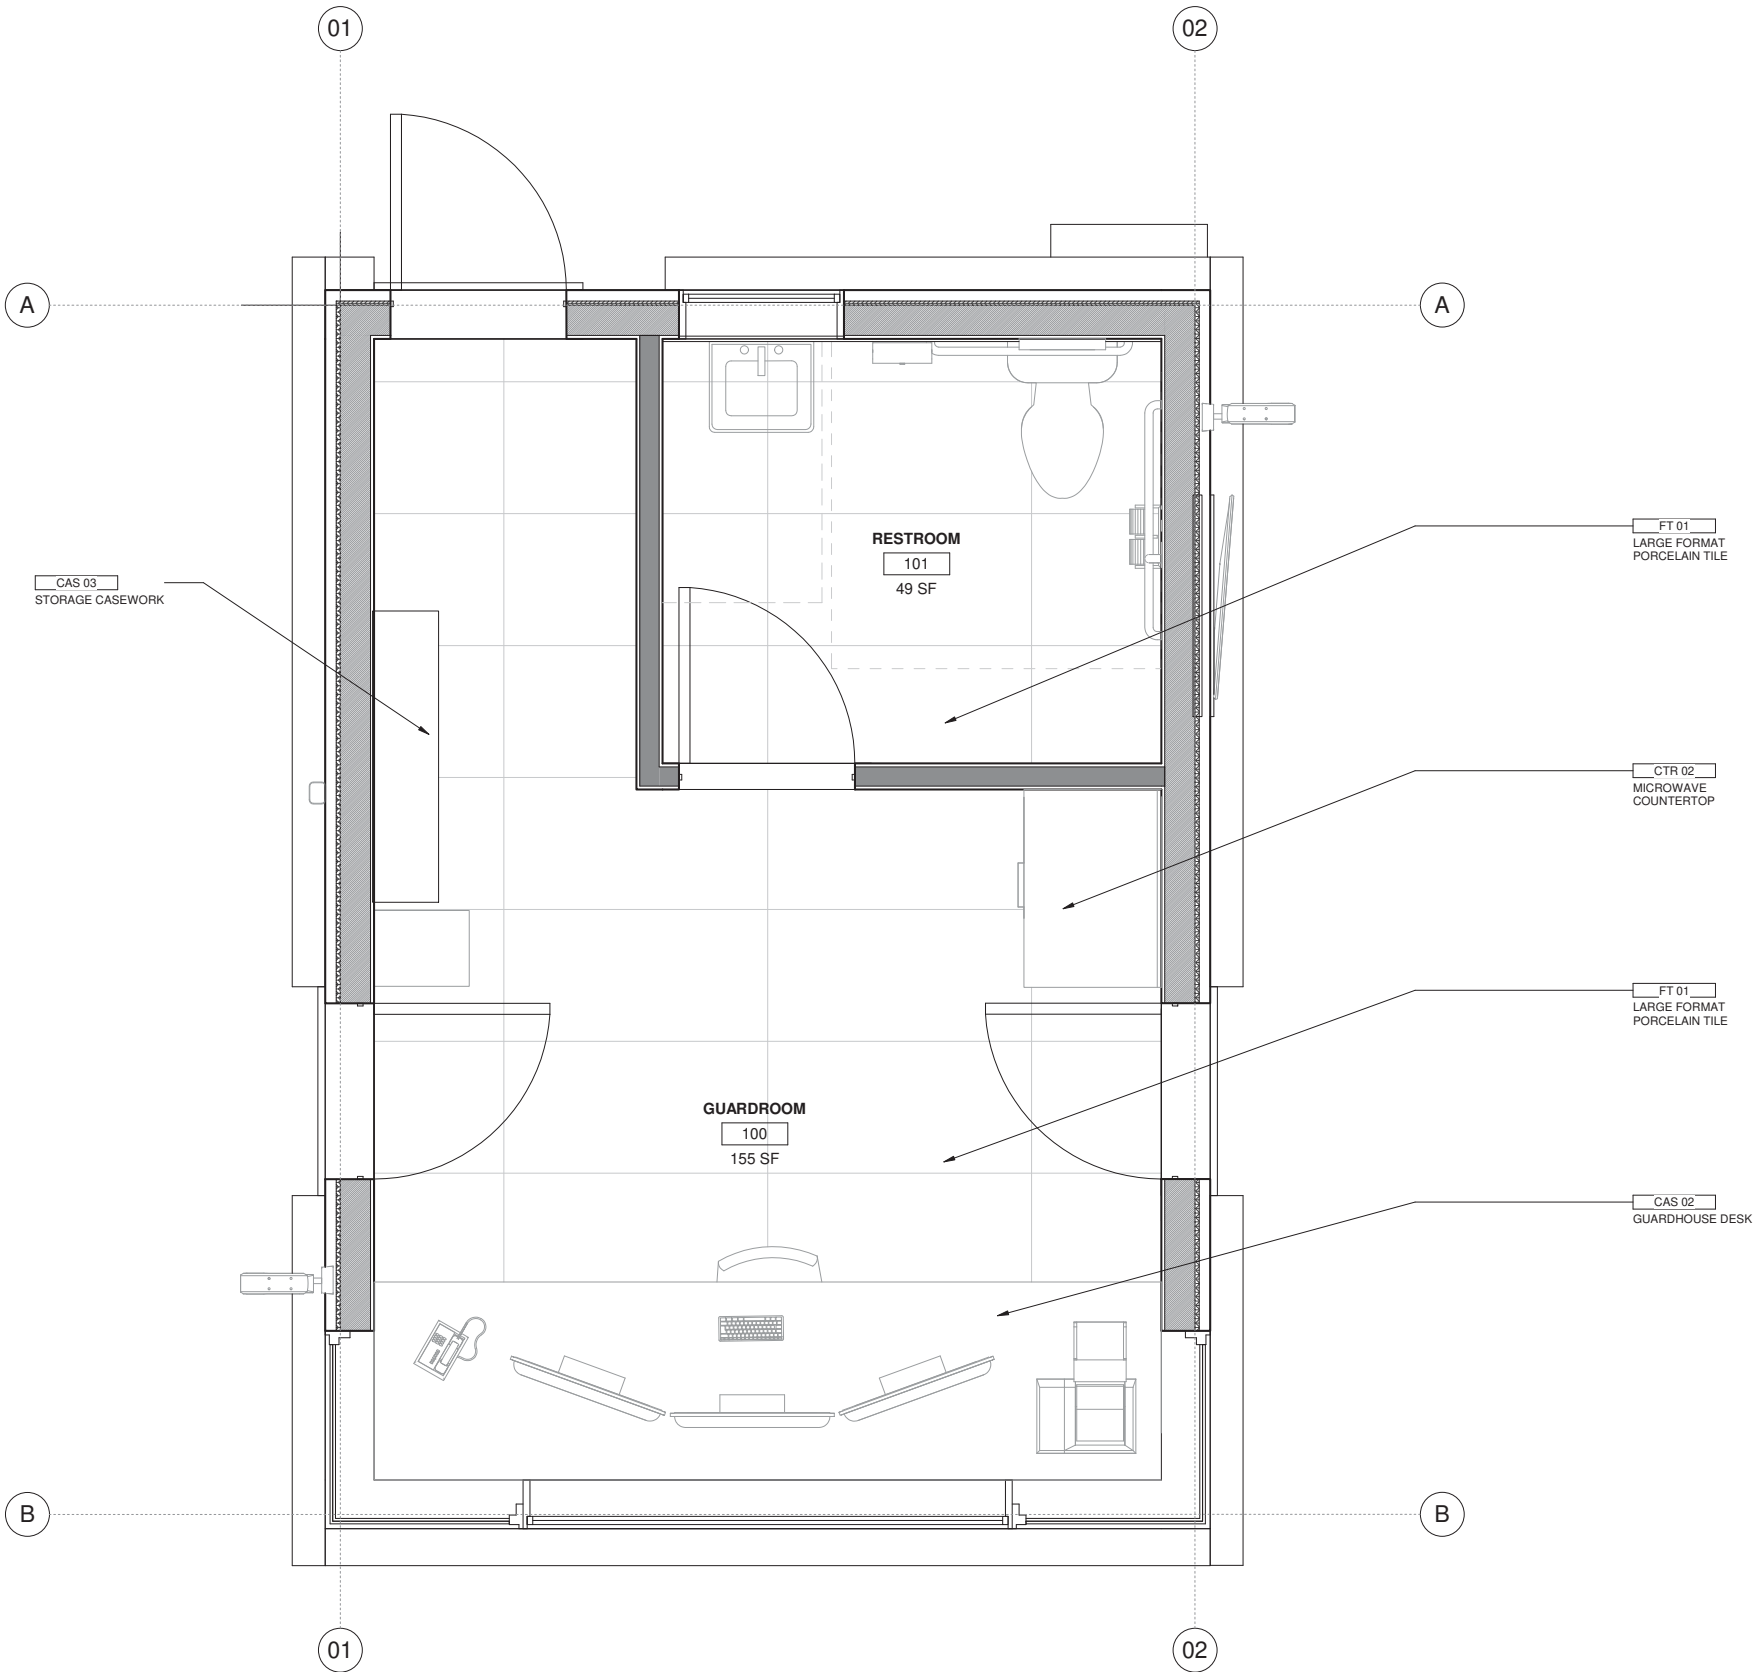 01
02
A
A
FT 01
LARGE FORMAT
PORCELAIN TILE
RESTROOM
101
49 SF
CAS 03
STORAGE CASEWORK
CTR 02
MICROWAVE
COUNTERTOP
FT 01
LARGE FORMAT
PORCELAIN TILE
GUARDROOM
100
155 SF
CAS 02
GUARDHOUSE DESK
B
B
01
02